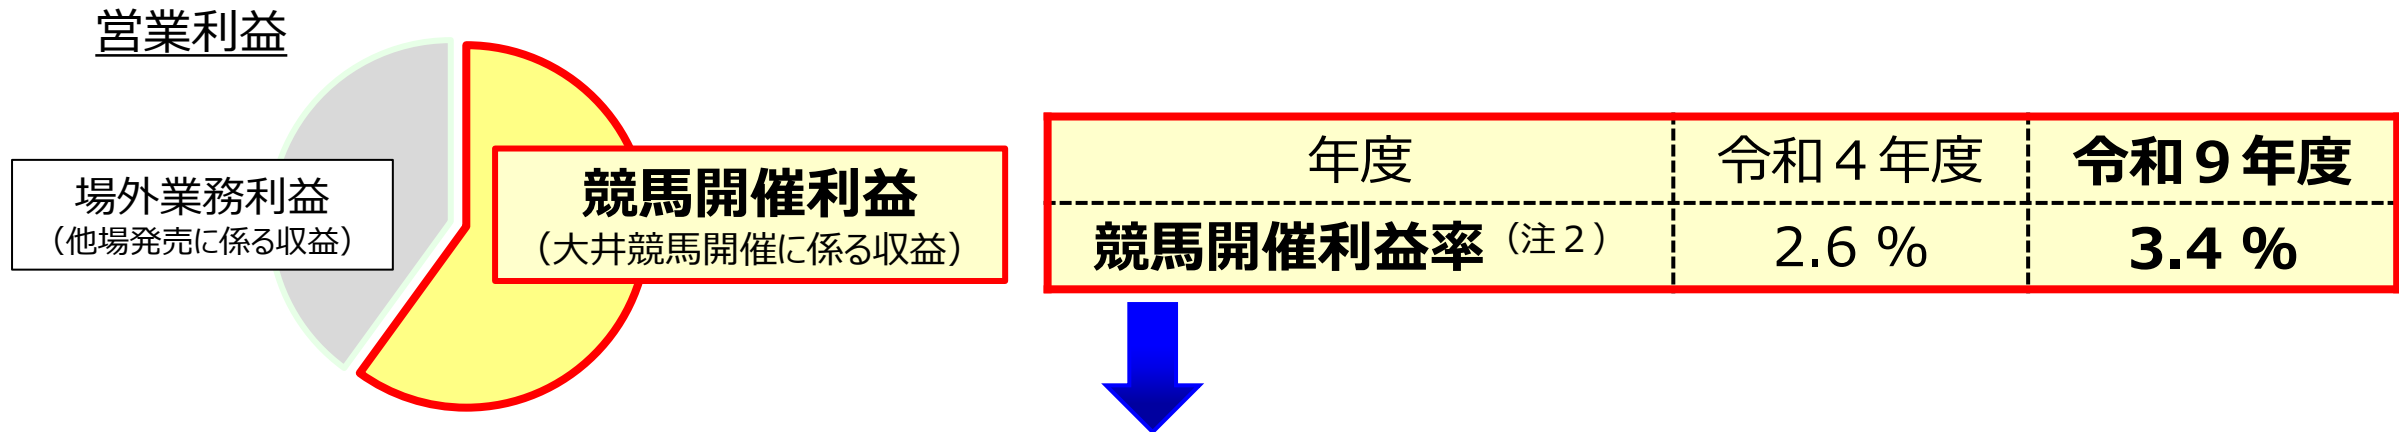 営業利益
場外業務利益
（他場発売に係る収益）
競馬開催利益
（大井競馬開催に係る収益）
年度 令和４年度 令和９年度
競馬開催利益率（注２） 2.6 % 3.4 %